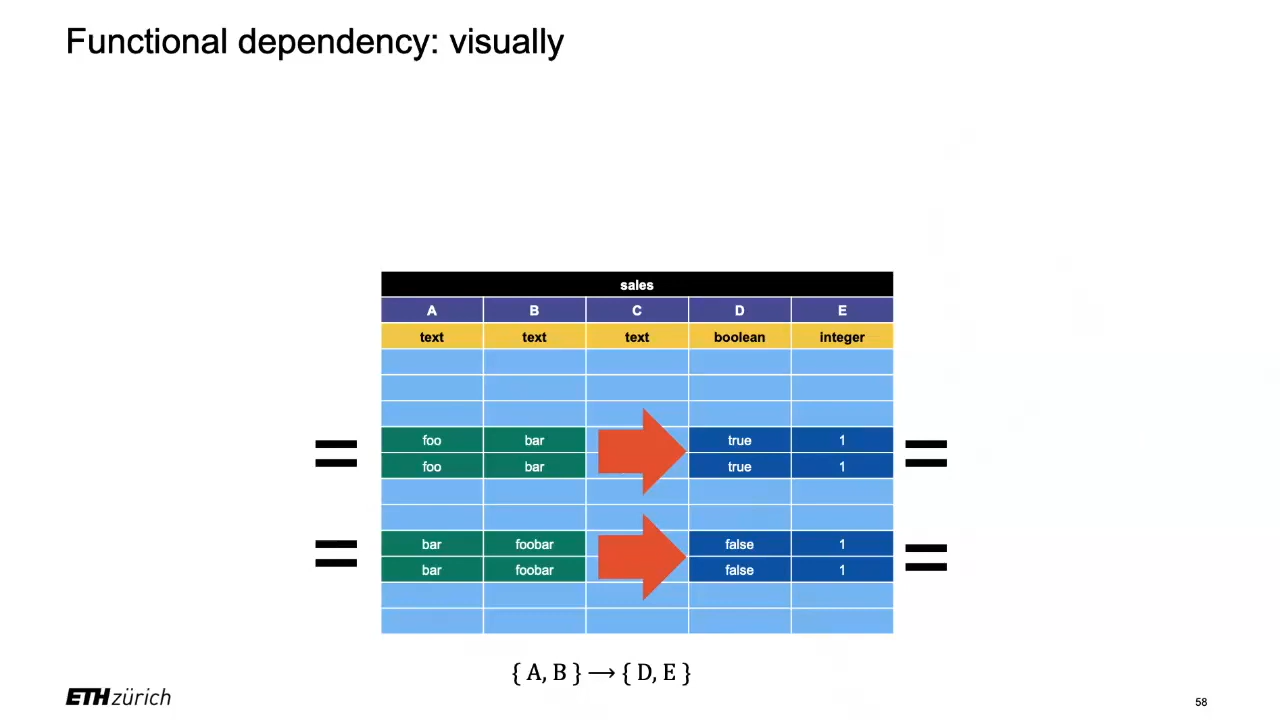 Functional dependency: visually
sales
A B C D E
text text text boolean integer
= foo bar true 1 =
foo bar true 1
= bar foobar false 1 =
bar foobar false 1
{ A, B } ⟶ { D, E }
ETH zürich
58